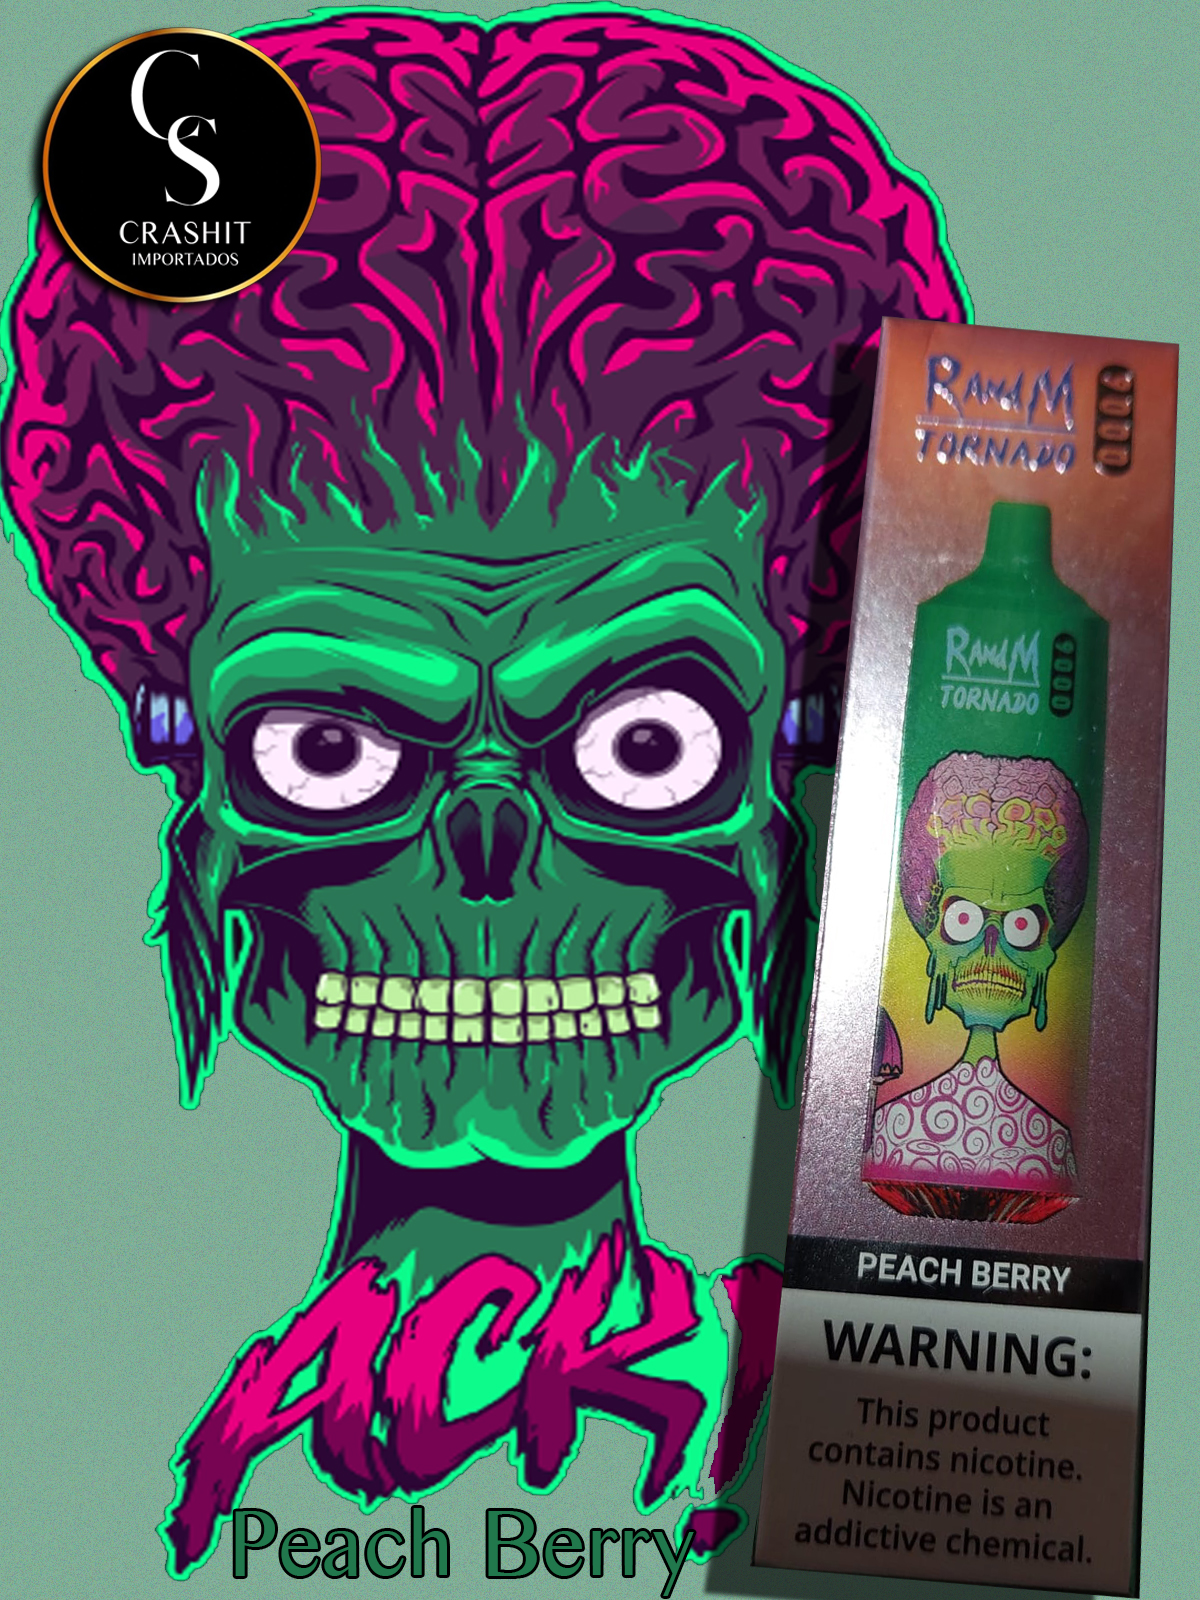 CS
CRASHIT
IMPORTADOS
RandM
TORNADO
9000
RandM
TORNADO
9000
PEACH BERRY
WARNING:
This product
contains nicotine.
Nicotine is an
addictive chemical.
ACK!
Peach Berry